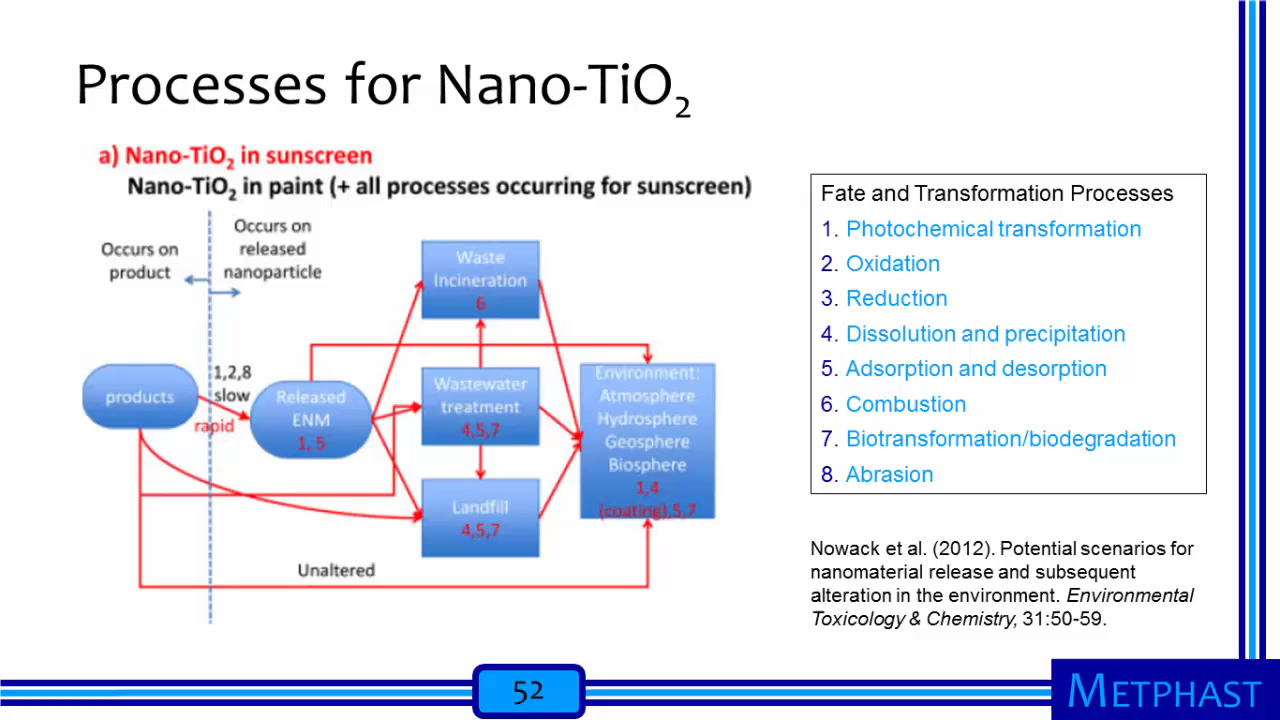 Processes for Nano-TiO₂
a) Nano-TiO₂ in sunscreen
Nano-TiO₂ in paint (+ all processes occurring for sunscreen)
Occurs on
product
Occurs on
released
nanoparticle
products
1,2,8
slow
rapid
Released
ENM
1, 5
Waste
Incineration
6
Wastewater
treatment
4,5,7
Landfill
4,5,7
Environment:
Atmosphere
Hydrosphere
Geosphere
Biosphere
1,4
(coating),5,7
Unaltered
Fate and Transformation Processes
1. Photochemical transformation
2. Oxidation
3. Reduction
4. Dissolution and precipitation
5. Adsorption and desorption
6. Combustion
7. Biotransformation/biodegradation
8. Abrasion
Nowack et al. (2012). Potential scenarios for
nanomaterial release and subsequent
alteration in the environment. Environmental
Toxicology & Chemistry, 31:50-59.
52
METPHAST